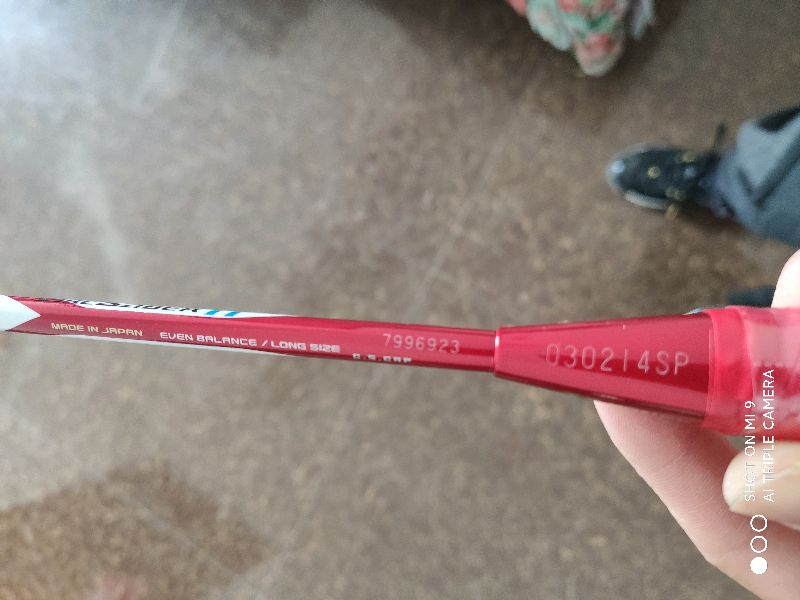 MADE IN JAPAN
EVEN BALANCE / LONG SIZE
7996923
030214SP
SHOT ON MI 9
AI TRIPLE CAMERA